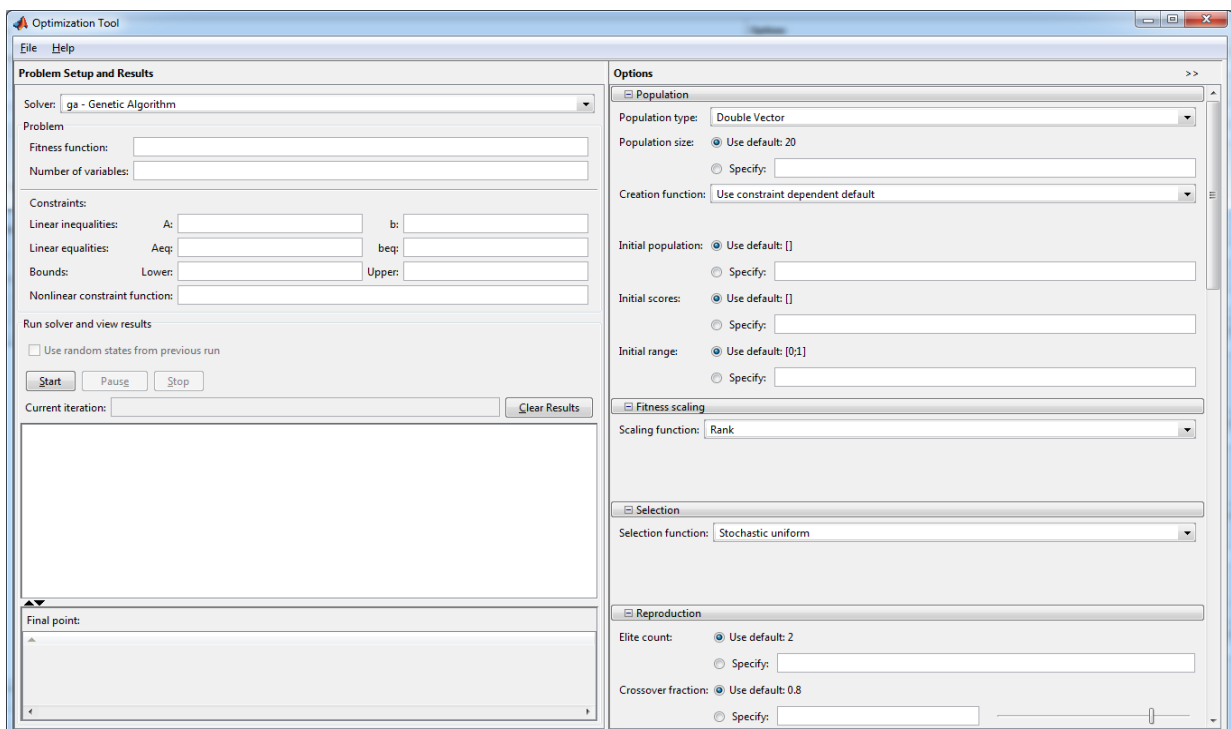 Optimization Tool
File Help
Problem Setup and Results
Solver: ga - Genetic Algorithm
Problem
Fitness function:
Number of variables:
Constraints:
Linear inequalities: A: b:
Linear equalities: Aeq: beq:
Bounds: Lower: Upper:
Nonlinear constraint function:
Run solver and view results
Use random states from previous run
Start Pause Stop
Current iteration: Clear Results
Final point:
Options >>
Population
Population type: Double Vector
Population size: Use default: 20
Specify:
Creation function: Use constraint dependent default
Initial population: Use default: []
Specify:
Initial scores: Use default: []
Specify:
Initial range: Use default: [0;1]
Specify:
Fitness scaling
Scaling function: Rank
Selection
Selection function: Stochastic uniform
Reproduction
Elite count: Use default: 2
Specify:
Crossover fraction: Use default: 0.8
Specify: